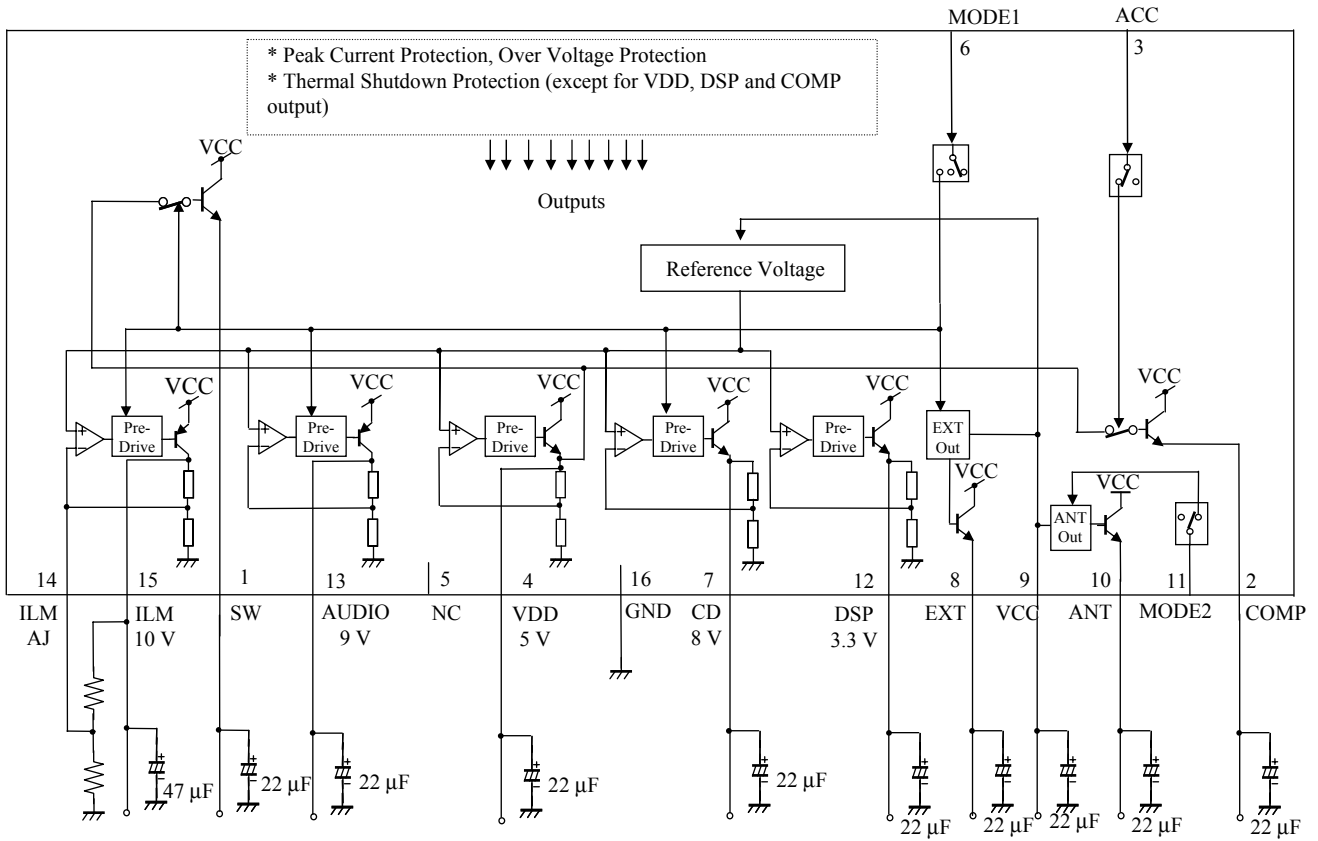 MODE1
ACC
6
3
* Peak Current Protection, Over Voltage Protection
* Thermal Shutdown Protection (except for VDD, DSP and COMP
output)
VCC
Outputs
Reference Voltage
VCC
VCC
VCC
VCC
VCC
VCC
+
−
Pre-
Drive
+
−
Pre-
Drive
+
−
Pre-
Drive
+
−
Pre-
Drive
+
−
Pre-
Drive
EXT
Out
VCC
VCC
ANT
Out
14
15
1
13
5
4
16
7
12
8
9
10
11
2
ILM
AJ
ILM
10 V
SW
AUDIO
9 V
NC
VDD
5 V
GND
CD
8 V
DSP
3.3 V
EXT
VCC
ANT
MODE2
COMP
+
−
47 µF
+
−
22 µF
+
−
22 µF
+
−
22 µF
+
−
22 µF
+
−
22 µF
+
−
22 µF
+
−
22 µF
+
−
22 µF
+
−
22 µF